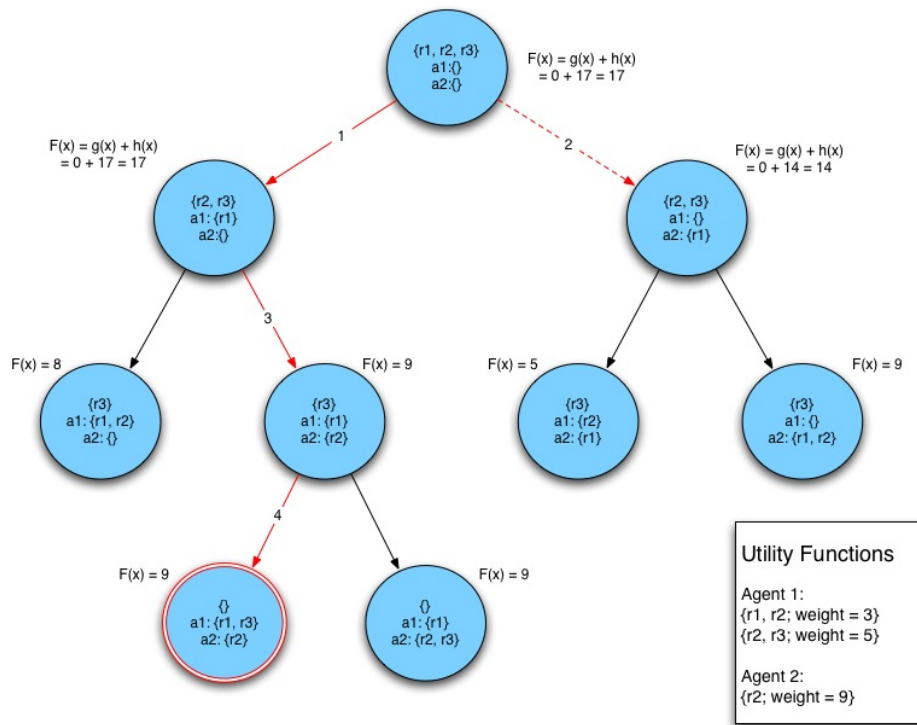 {r1, r2, r3}
a1:{}
a2:{}
F(x) = g(x) + h(x)
= 0 + 17 = 17
1
2
F(x) = g(x) + h(x)
= 0 + 17 = 17
{r2, r3}
a1: {r1}
a2:{}
F(x) = g(x) + h(x)
= 0 + 14 = 14
{r2, r3}
a1: {}
a2: {r1}
3
F(x) = 8
{r3}
a1: {r1, r2}
a2: {}
F(x) = 9
{r3}
a1: {r1}
a2: {r2}
F(x) = 5
{r3}
a1: {r2}
a2: {r1}
F(x) = 9
{r3}
a1: {}
a2: {r1, r2}
4
F(x) = 9
{}
a1: {r1, r3}
a2: {r2}
F(x) = 9
{}
a1: {r1}
a2: {r2, r3}
Utility Functions
Agent 1:
{r1, r2; weight = 3}
{r2, r3; weight = 5}
Agent 2:
{r2; weight = 9}